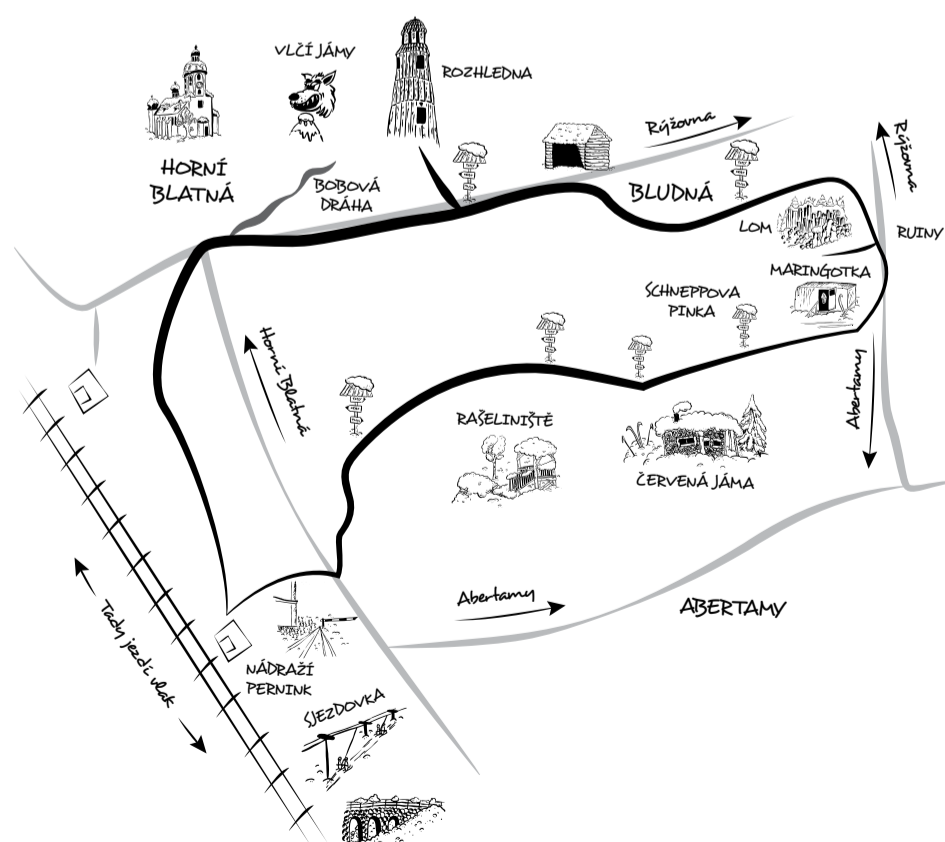 VLČÍ JÁMY
ROZHLEDNA
Rýžovna
Rýžovna
HORNÍ
BLATNÁ
BOBOVÁ
DRÁHA
BLUDNÁ
LOM
RUINY
MARINGOTKA
SCHNEPPOVA
PINKA
Horní Blatná
Abertamy
RAŠELINIŠTĚ
ČERVENÁ JÁMA
Abertamy
ABERTAMY
Tady jezdí vlak
NÁDRAŽÍ
PERNINK
SJEZDOVKA